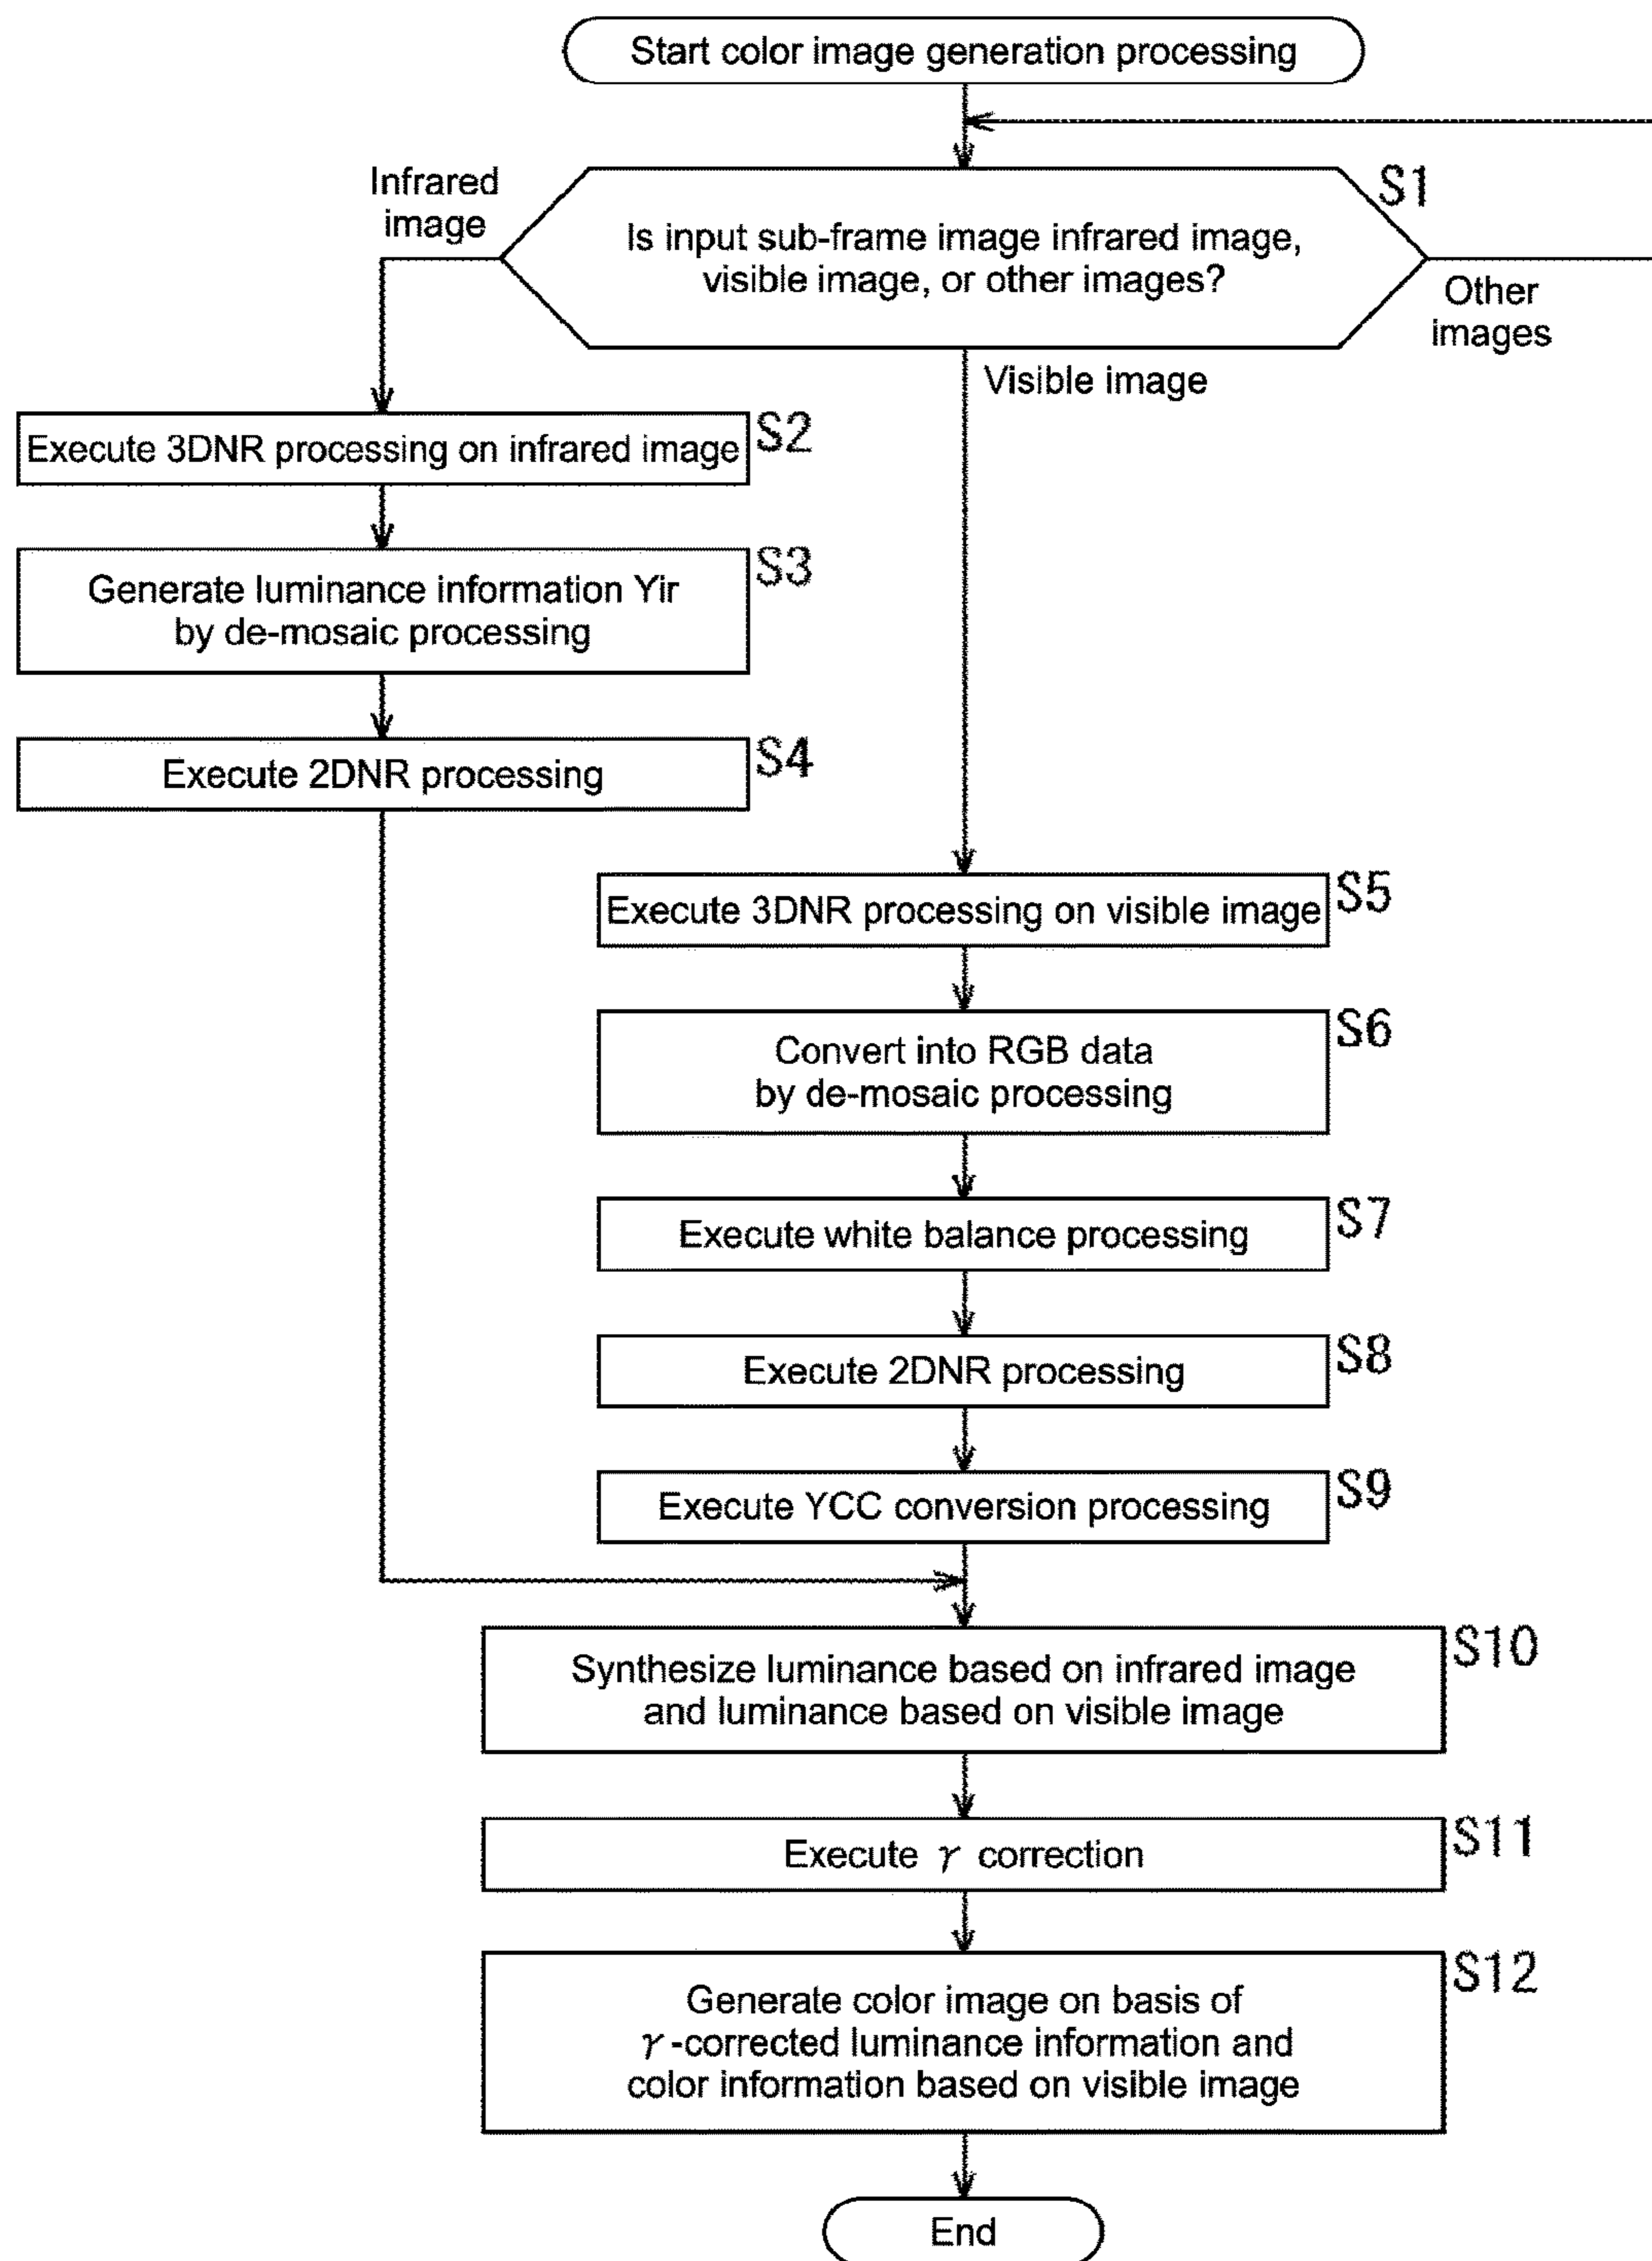 Start color image generation processing
Infrared
image
S1
Is input sub-frame image infrared image,
visible image, or other images?
Other
images
Visible image
S2
Execute 3DNR processing on infrared image
S3
Generate luminance information Yir
by de-mosaic processing
S4
Execute 2DNR processing
S5
Execute 3DNR processing on visible image
S6
Convert into RGB data
by de-mosaic processing
S7
Execute white balance processing
S8
Execute 2DNR processing
S9
Execute YCC conversion processing
S10
Synthesize luminance based on infrared image
and luminance based on visible image
S11
Execute γ correction
S12
Generate color image on basis of
γ-corrected luminance information and
color information based on visible image
End